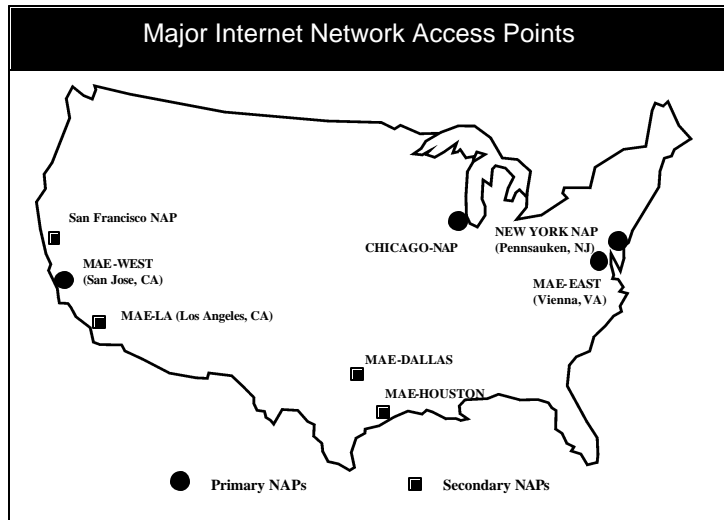 Major Internet Network Access Points
San Francisco NAP
MAE-WEST
(San Jose, CA)
MAE-LA (Los Angeles, CA)
CHICAGO-NAP
NEW YORK NAP
(Pennsauken, NJ)
MAE-EAST
(Vienna, VA)
MAE-DALLAS
MAE-HOUSTON
Primary NAPs
Secondary NAPs